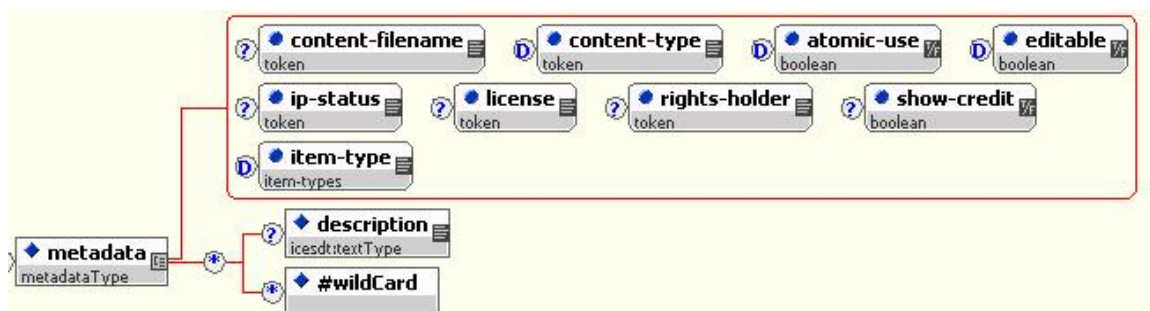 ? content-filename D content-type D atomic-use T/F D editable T/F
token token boolean boolean
? ip-status ? license ? rights-holder ? show-credit T/F
token token token boolean
D item-type
item-types
? description
icesdt:textType
metadata *
metadataType
* #wildCard